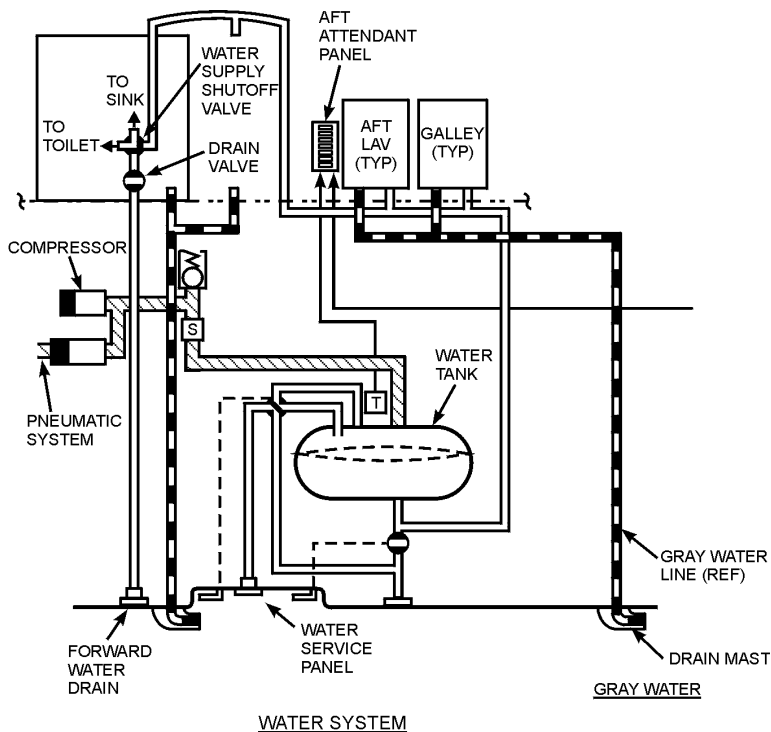 AFT
ATTENDANT
PANEL
WATER
SUPPLY
SHUTOFF
VALVE
TO
SINK
TO
TOILET
DRAIN
VALVE
AFT
LAV
(TYP)
GALLEY
(TYP)
COMPRESSOR
S
PNEUMATIC
SYSTEM
T
WATER
TANK
GRAY WATER
LINE (REF)
FORWARD
WATER
DRAIN
WATER
SERVICE
PANEL
DRAIN MAST
GRAY WATER
WATER SYSTEM